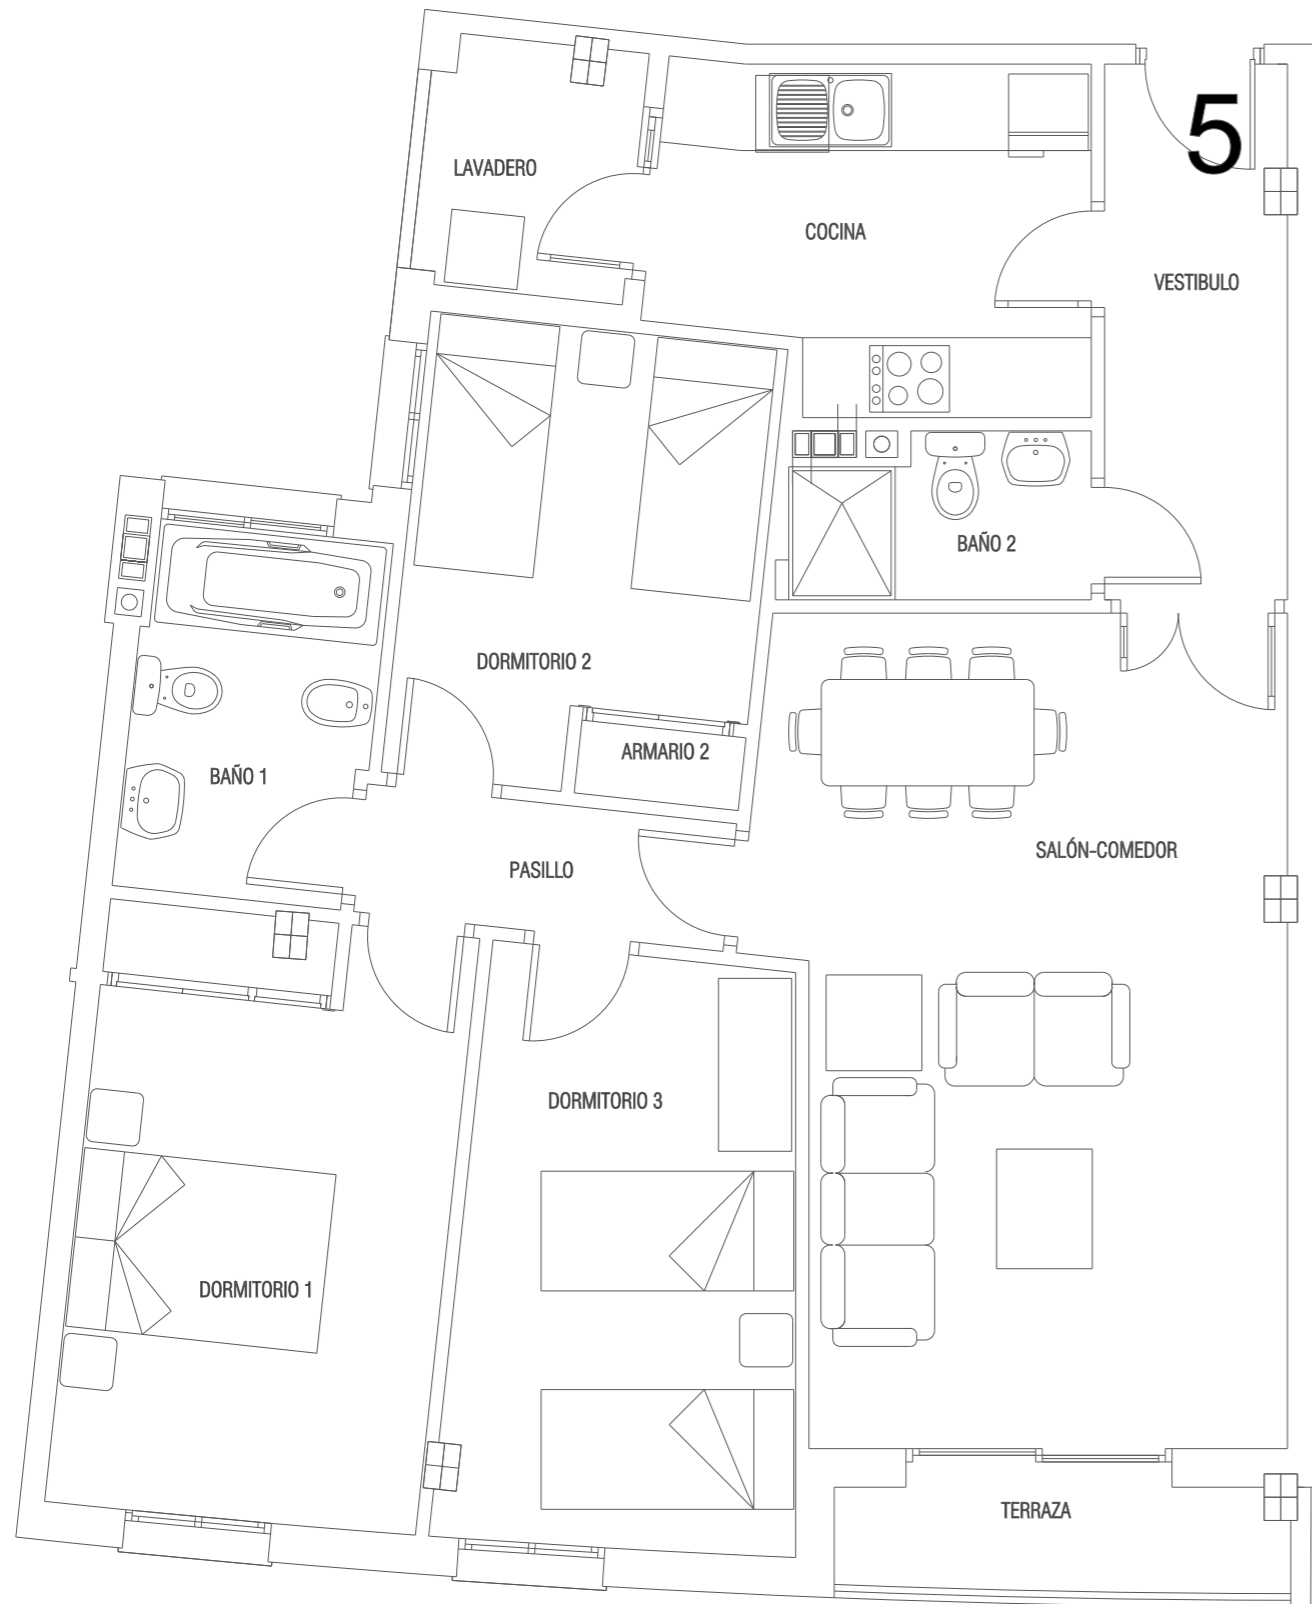 5
LAVADERO
COCINA
VESTIBULO
BAÑO 2
DORMITORIO 2
ARMARIO 2
BAÑO 1
PASILLO
SALÓN-COMEDOR
DORMITORIO 3
DORMITORIO 1
TERRAZA